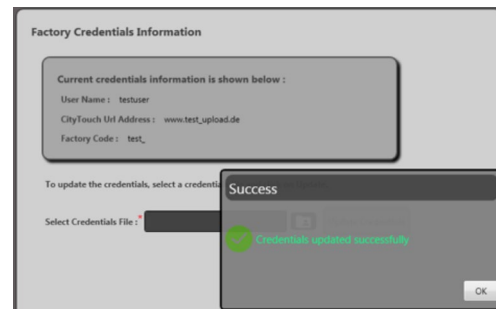 Factory Credentials Information
Current credentials information is shown below :
User Name : testuser
CityTouch Url Address : www.test_upload.de
Factory Code : test_
To update the credentials, select a credentia
Success
Select Credentials File :*
Credentials updated successfully
OK